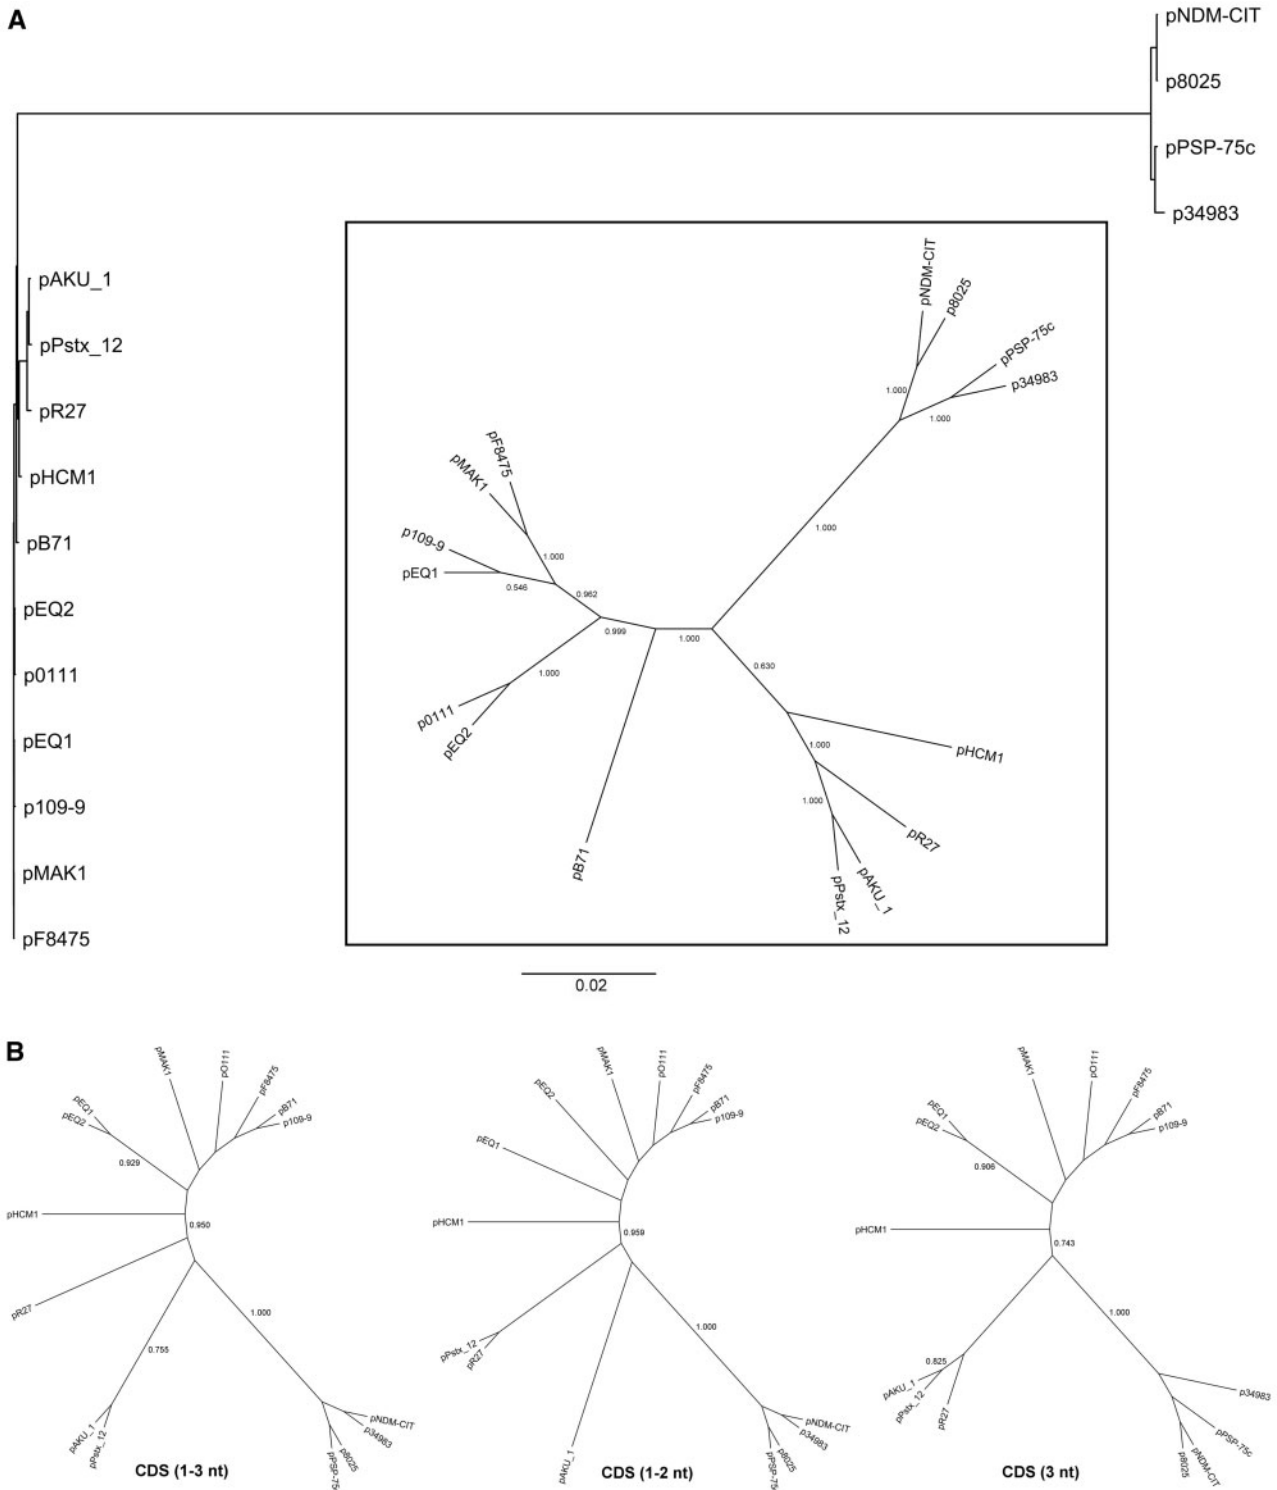 A
pNDM-CIT
p8025
pPSP-75c
p34983
pAKU_1
pPstx_12
pR27
pHCM1
pB71
pEQ2
p0111
pEQ1
p109-9
pMAK1
pF8475
pNDM-CIT
p8025
pPSP-75c
p34983
1.000
1.000
1.000
pF8475
pMAK1
p109-9
pEQ1
1.000
0.546
0.962
0.999
1.000
1.000
p0111
pEQ2
pB71
0.630
pHCM1
1.000
1.000
pR27
pAKU_1
pPstx_12
0.02
B
pMAK1
pO111
pF8475
pB71
p109-9
pEQ1
pEQ2
0.929
pHCM1
0.950
pR27
1.000
0.755
pAKU_1
pPstx_12
pNDM-CIT
p34983
p8025
pPSP-75
CDS (1-3 nt)
pMAK1
pO111
pF8475
pB71
p109-9
pEQ2
pEQ1
pHCM1
0.959
pPstx_12
pR27
1.000
pAKU_1
pNDM-CIT
p34983
p8025
pPSP-75
CDS (1-2 nt)
pMAK1
pO111
pF8475
pB71
p109-9
pEQ1
pEQ2
0.906
pHCM1
0.743
1.000
0.825
pAKU_1
pPstx_12
pR27
p34983
pPSP-75c
pNDM-CIT
p8025
CDS (3 nt)